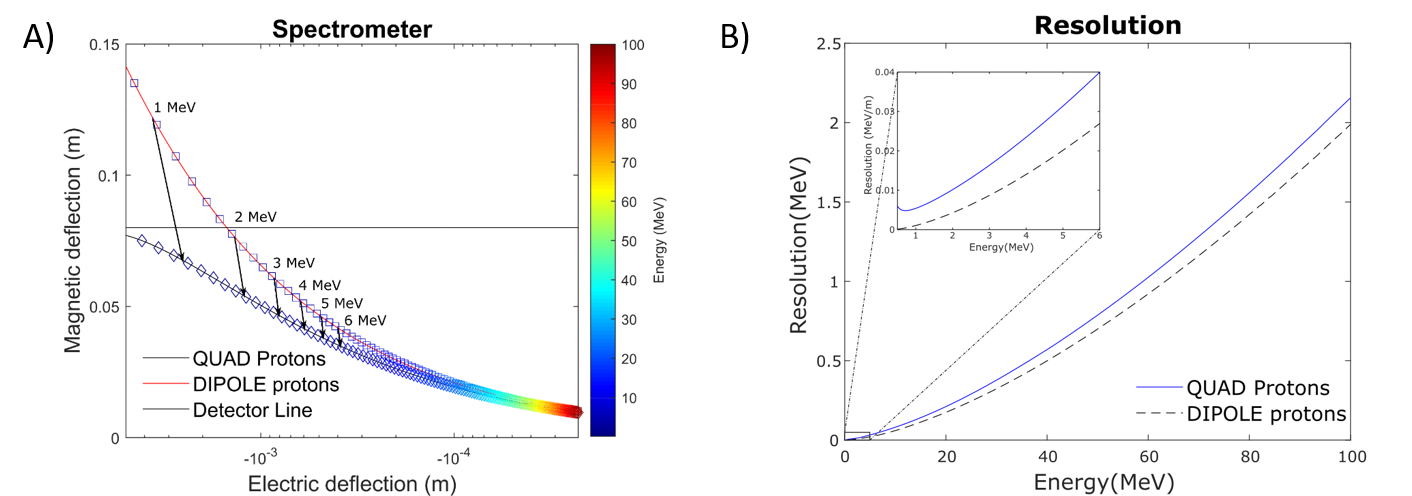 A)
Spectrometer
0.15
0.1
0.05
0
Magnetic deflection (m)
1 MeV
2 MeV
3 MeV
4 MeV
5 MeV
6 MeV
QUAD Protons
DIPOLE protons
Detector Line
-10-3
-10-4
Electric deflection (m)
100
90
80
70
60
50
40
30
20
10
Energy (MeV)
B)
Resolution
2.5
2
1.5
1
0.5
0
Resolution(MeV)
0.04
0.03
0.02
0.01
0
Resolution (MeV/m)
1
2
3
4
5
6
Energy(MeV)
QUAD Protons
DIPOLE protons
0
20
40
60
80
100
Energy(MeV)